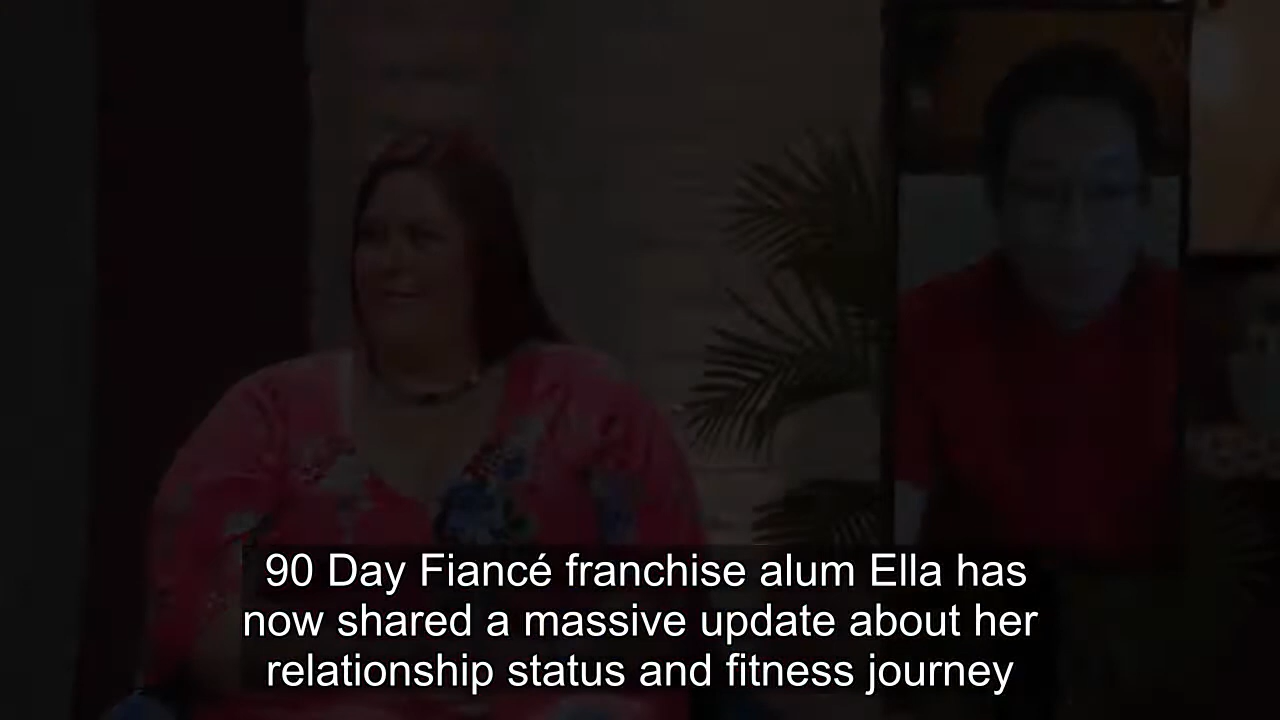 90 Day Fiancé franchise alum Ella has
now shared a massive update about her
relationship status and fitness journey